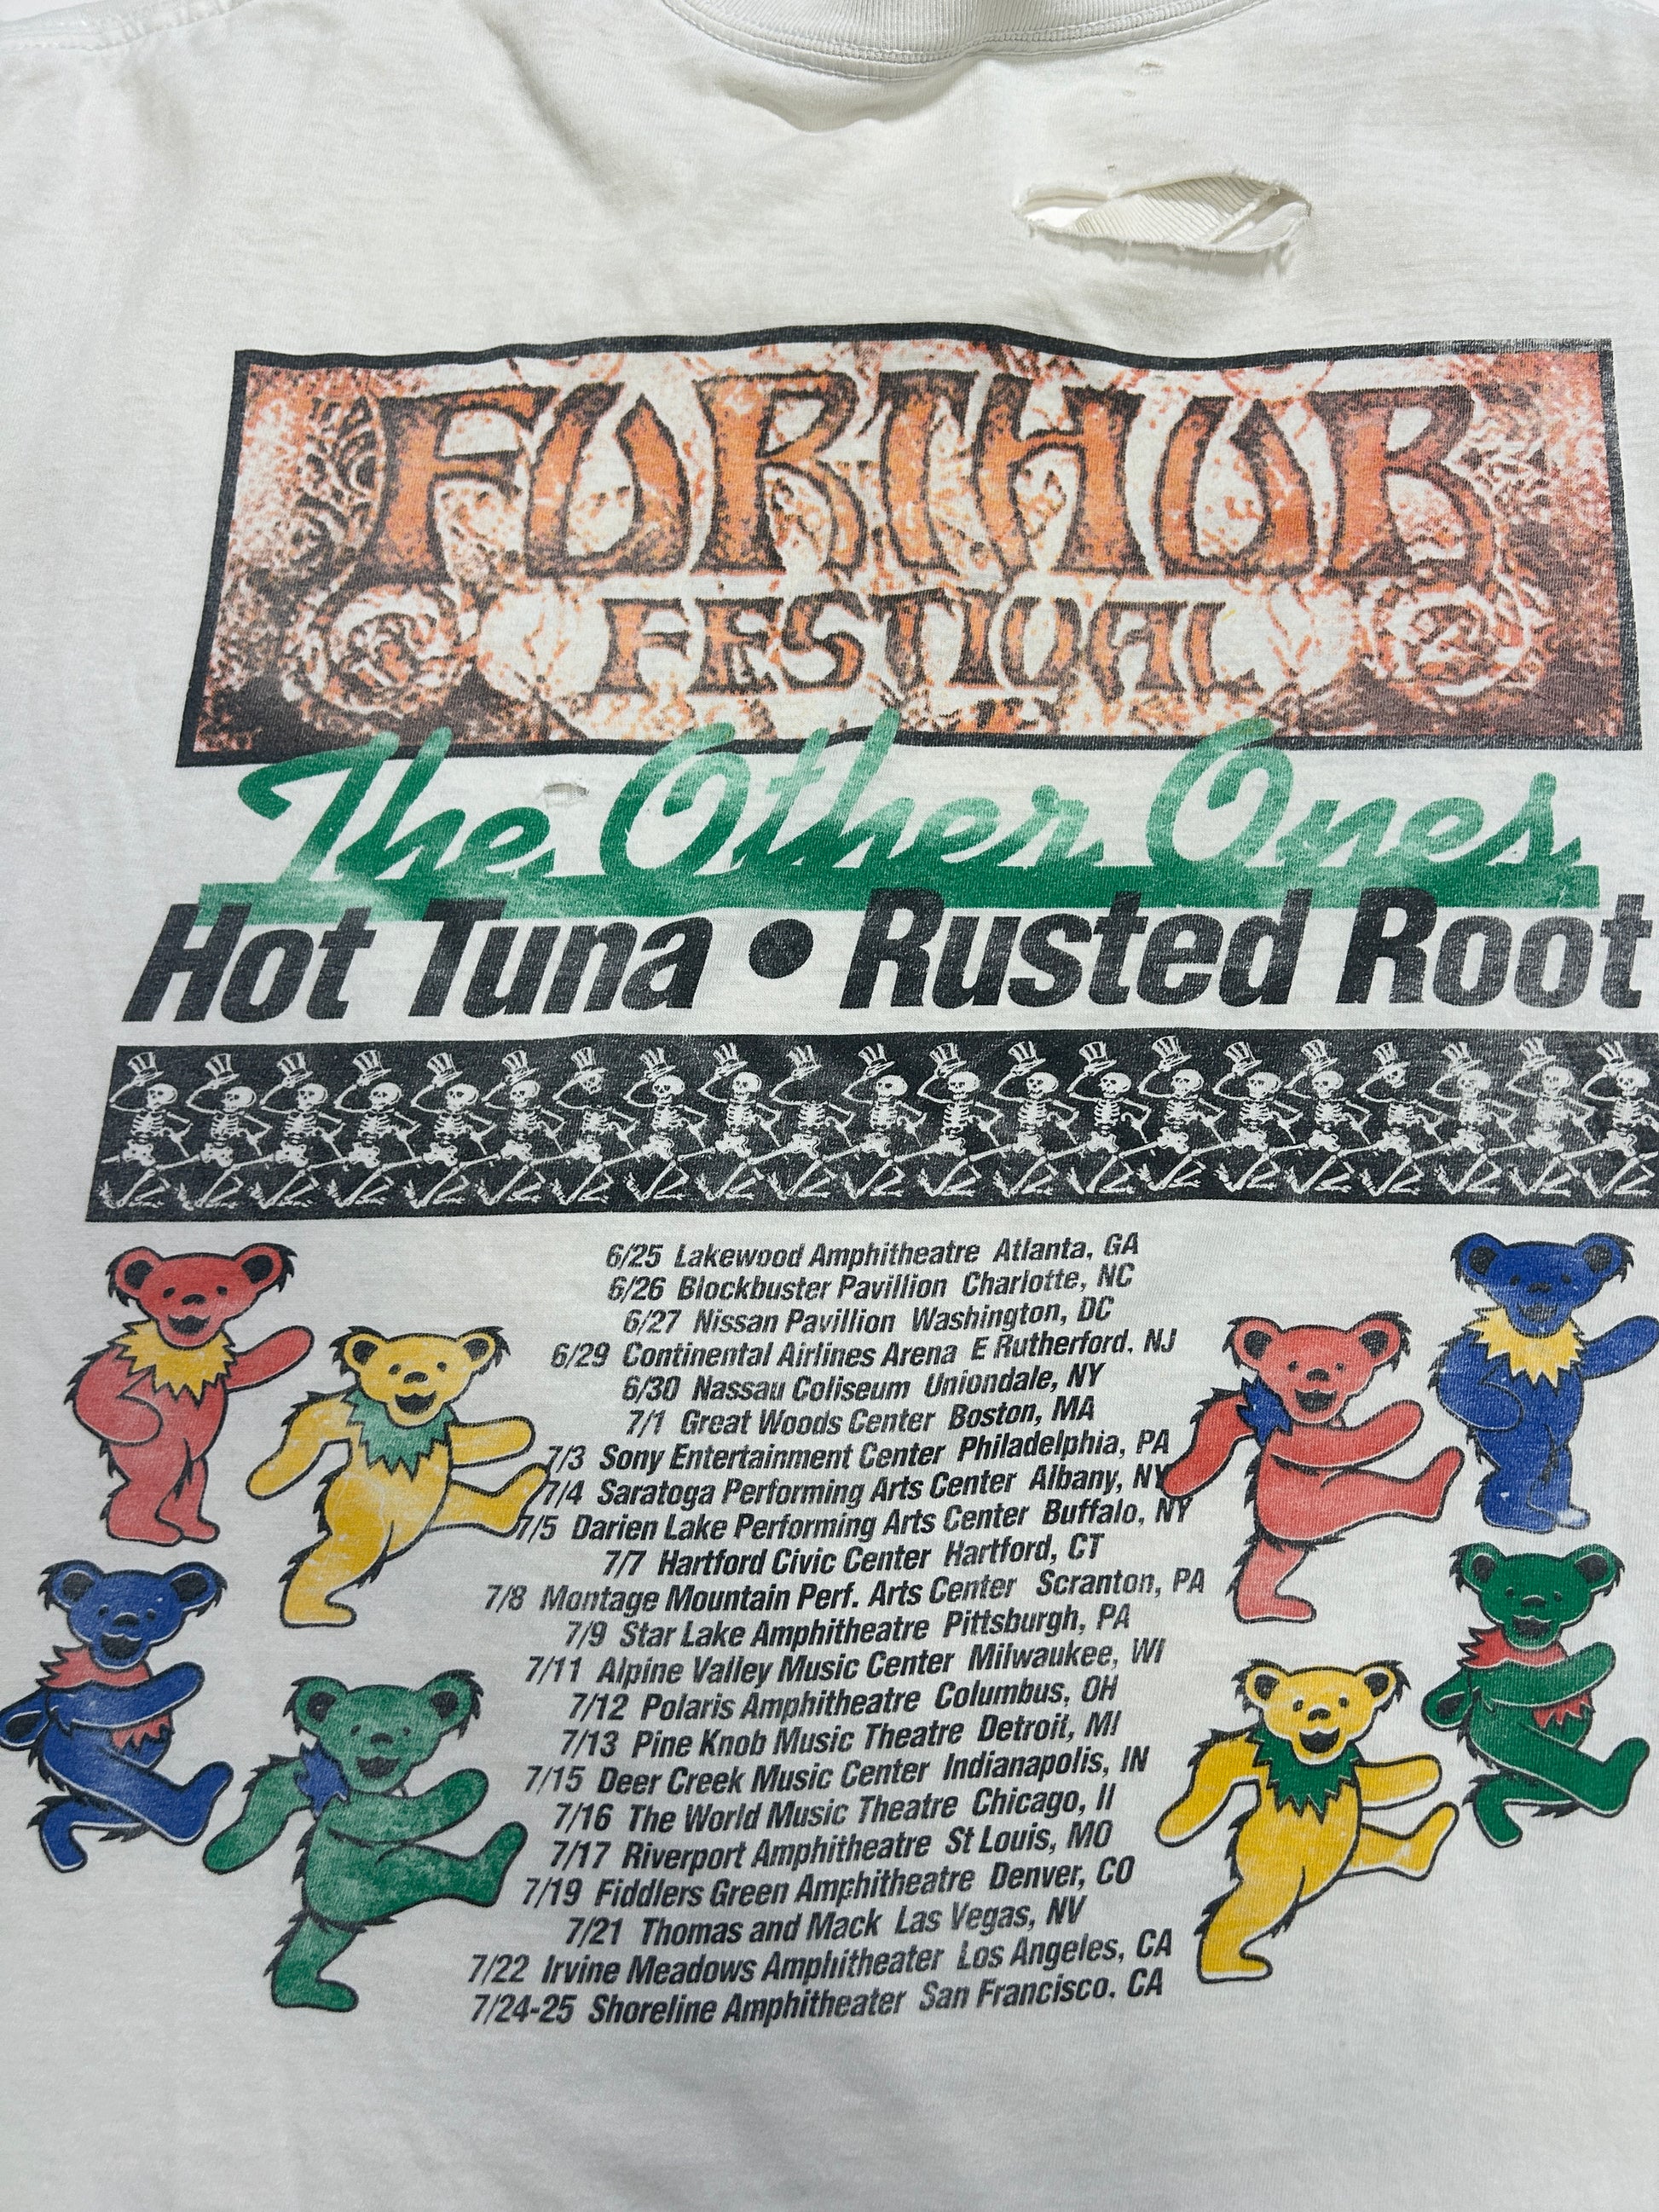 FURTHUR
FESTIVAL
The Other Ones
Hot Tuna • Rusted Root
6/25 Lakewood Amphitheatre Atlanta, GA
6/26 Blockbuster Pavillion Charlotte, NC
6/27 Nissan Pavillion Washington, DC
6/29 Continental Airlines Arena E Rutherford, NJ
6/30 Nassau Coliseum Uniondale, NY
7/1 Great Woods Center Boston, MA
7/3 Sony Entertainment Center Philadelphia, PA
7/4 Saratoga Performing Arts Center Albany, NY
7/5 Darien Lake Performing Arts Center Buffalo, NY
7/7 Hartford Civic Center Hartford, CT
7/8 Montage Mountain Perf. Arts Center Scranton, PA
7/9 Star Lake Amphitheatre Pittsburgh, PA
7/11 Alpine Valley Music Center Milwaukee, WI
7/12 Polaris Amphitheatre Columbus, OH
7/13 Pine Knob Music Theatre Detroit, MI
7/15 Deer Creek Music Center Indianapolis, IN
7/16 The World Music Theatre Chicago, Il
7/17 Riverport Amphitheatre St Louis, MO
7/19 Fiddlers Green Amphitheatre Denver, CO
7/21 Thomas and Mack Las Vegas, NV
7/22 Irvine Meadows Amphitheater Los Angeles, CA
7/24-25 Shoreline Amphitheater San Francisco, CA